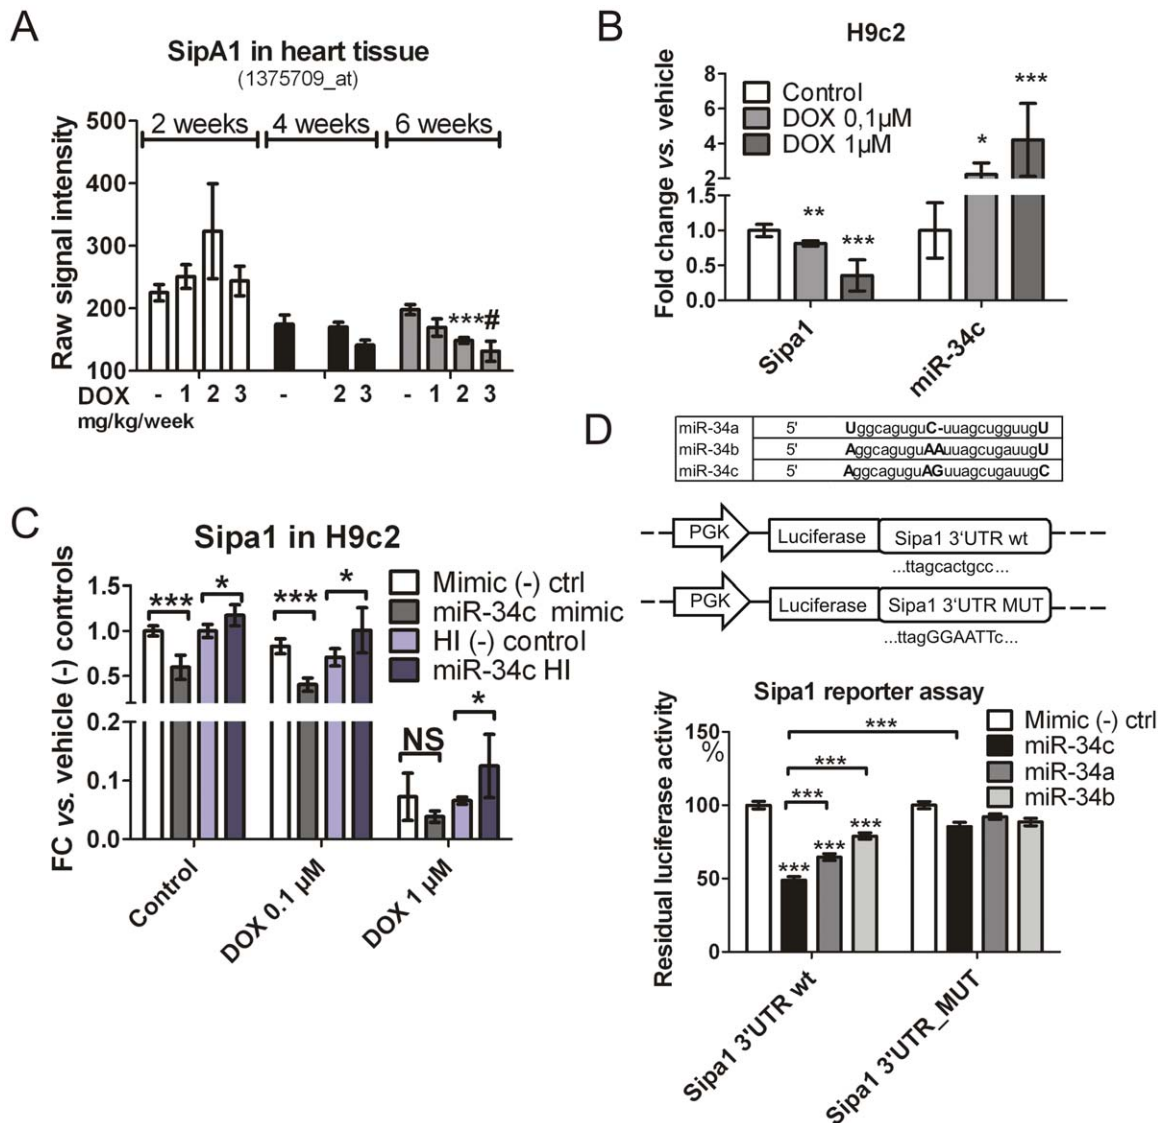 A
SipA1 in heart tissue
(1375709_at)
Raw signal intensity
500
400
300
200
100
2 weeks 4 weeks 6 weeks
***#
DOX - 1 2 3 - 2 3 - 1 2 3
mg/kg/week
B
H9c2
Fold change vs. vehicle
8
6
4
2
1.5
1.0
0.5
0.0
Control
DOX 0,1µM
DOX 1µM
**
***
*
***
Sipa1
miR-34c
C
Sipa1 in H9c2
FC vs. vehicle (-) controls
1.5
1.0
0.5
0.2
0.1
0.0
*** *
*** *
NS *
Mimic (-) ctrl
miR-34c mimic
HI (-) control
miR-34c HI
Control
DOX 0.1 µM
DOX 1 µM
D
miR-34a 5' UggcaguguC-uuagcugguugU
miR-34b 5' AggcaguguAAuuagcugauugU
miR-34c 5' AggcaguguAGuuagcugauugC
PGK Luciferase Sipa1 3'UTR wt
...ttagcactgcc...
PGK Luciferase Sipa1 3'UTR MUT
...ttagGGAATTc...
Sipa1 reporter assay
Residual luciferase activity
150
%
100
50
0
***
***
***
***
***
***
Mimic (-) ctrl
miR-34c
miR-34a
miR-34b
Sipa1 3'UTR wt
Sipa1 3'UTR_MUT